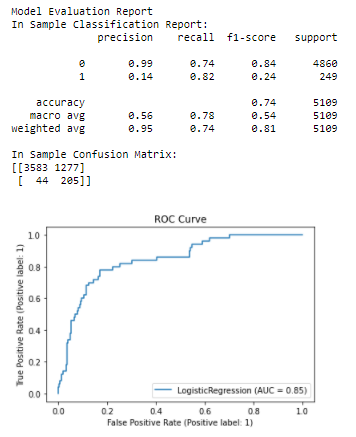 Model Evaluation Report
In Sample Classification Report:
precision recall f1-score support
0 0.99 0.74 0.84 4860
1 0.14 0.82 0.24 249
accuracy 0.74 5109
macro avg 0.56 0.78 0.54 5109
weighted avg 0.95 0.74 0.81 5109
In Sample Confusion Matrix:
[[3583 1277]
[ 44 205]]
ROC Curve
True Positive Rate (Positive label: 1)
1.0
0.8
0.6
0.4
0.2
0.0
LogisticRegression (AUC = 0.85)
0.0 0.2 0.4 0.6 0.8 1.0
False Positive Rate (Positive label: 1)